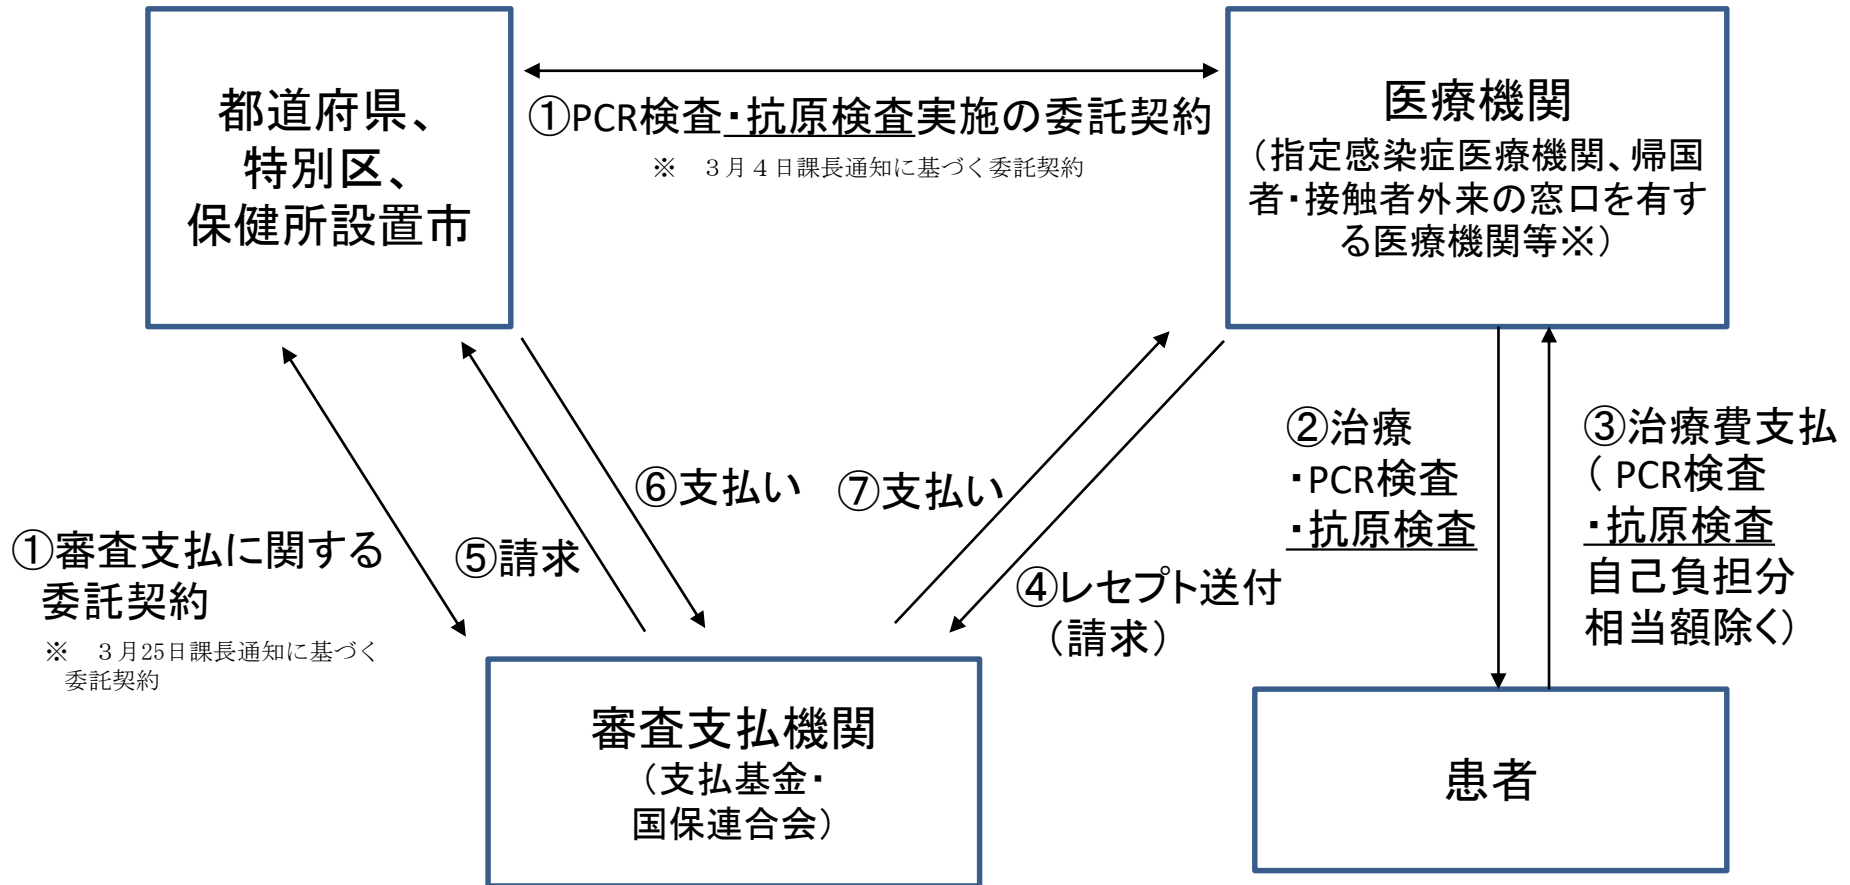 都道府県、
特別区、
保健所設置市
①PCR検査・抗原検査実施の委託契約
※　３月４日課長通知に基づく委託契約
医療機関
（指定感染症医療機関、帰国
者・接触者外来の窓口を有す
る医療機関等※）
①審査支払に関する
委託契約
※　３月25日課長通知に基づく
委託契約
⑤請求
⑥支払い
⑦支払い
④レセプト送付
（請求）
②治療
・PCR検査
・抗原検査
③治療費支払
（ PCR検査
・抗原検査
自己負担分
相当額除く）
審査支払機関
（支払基金・
国保連合会）
患者